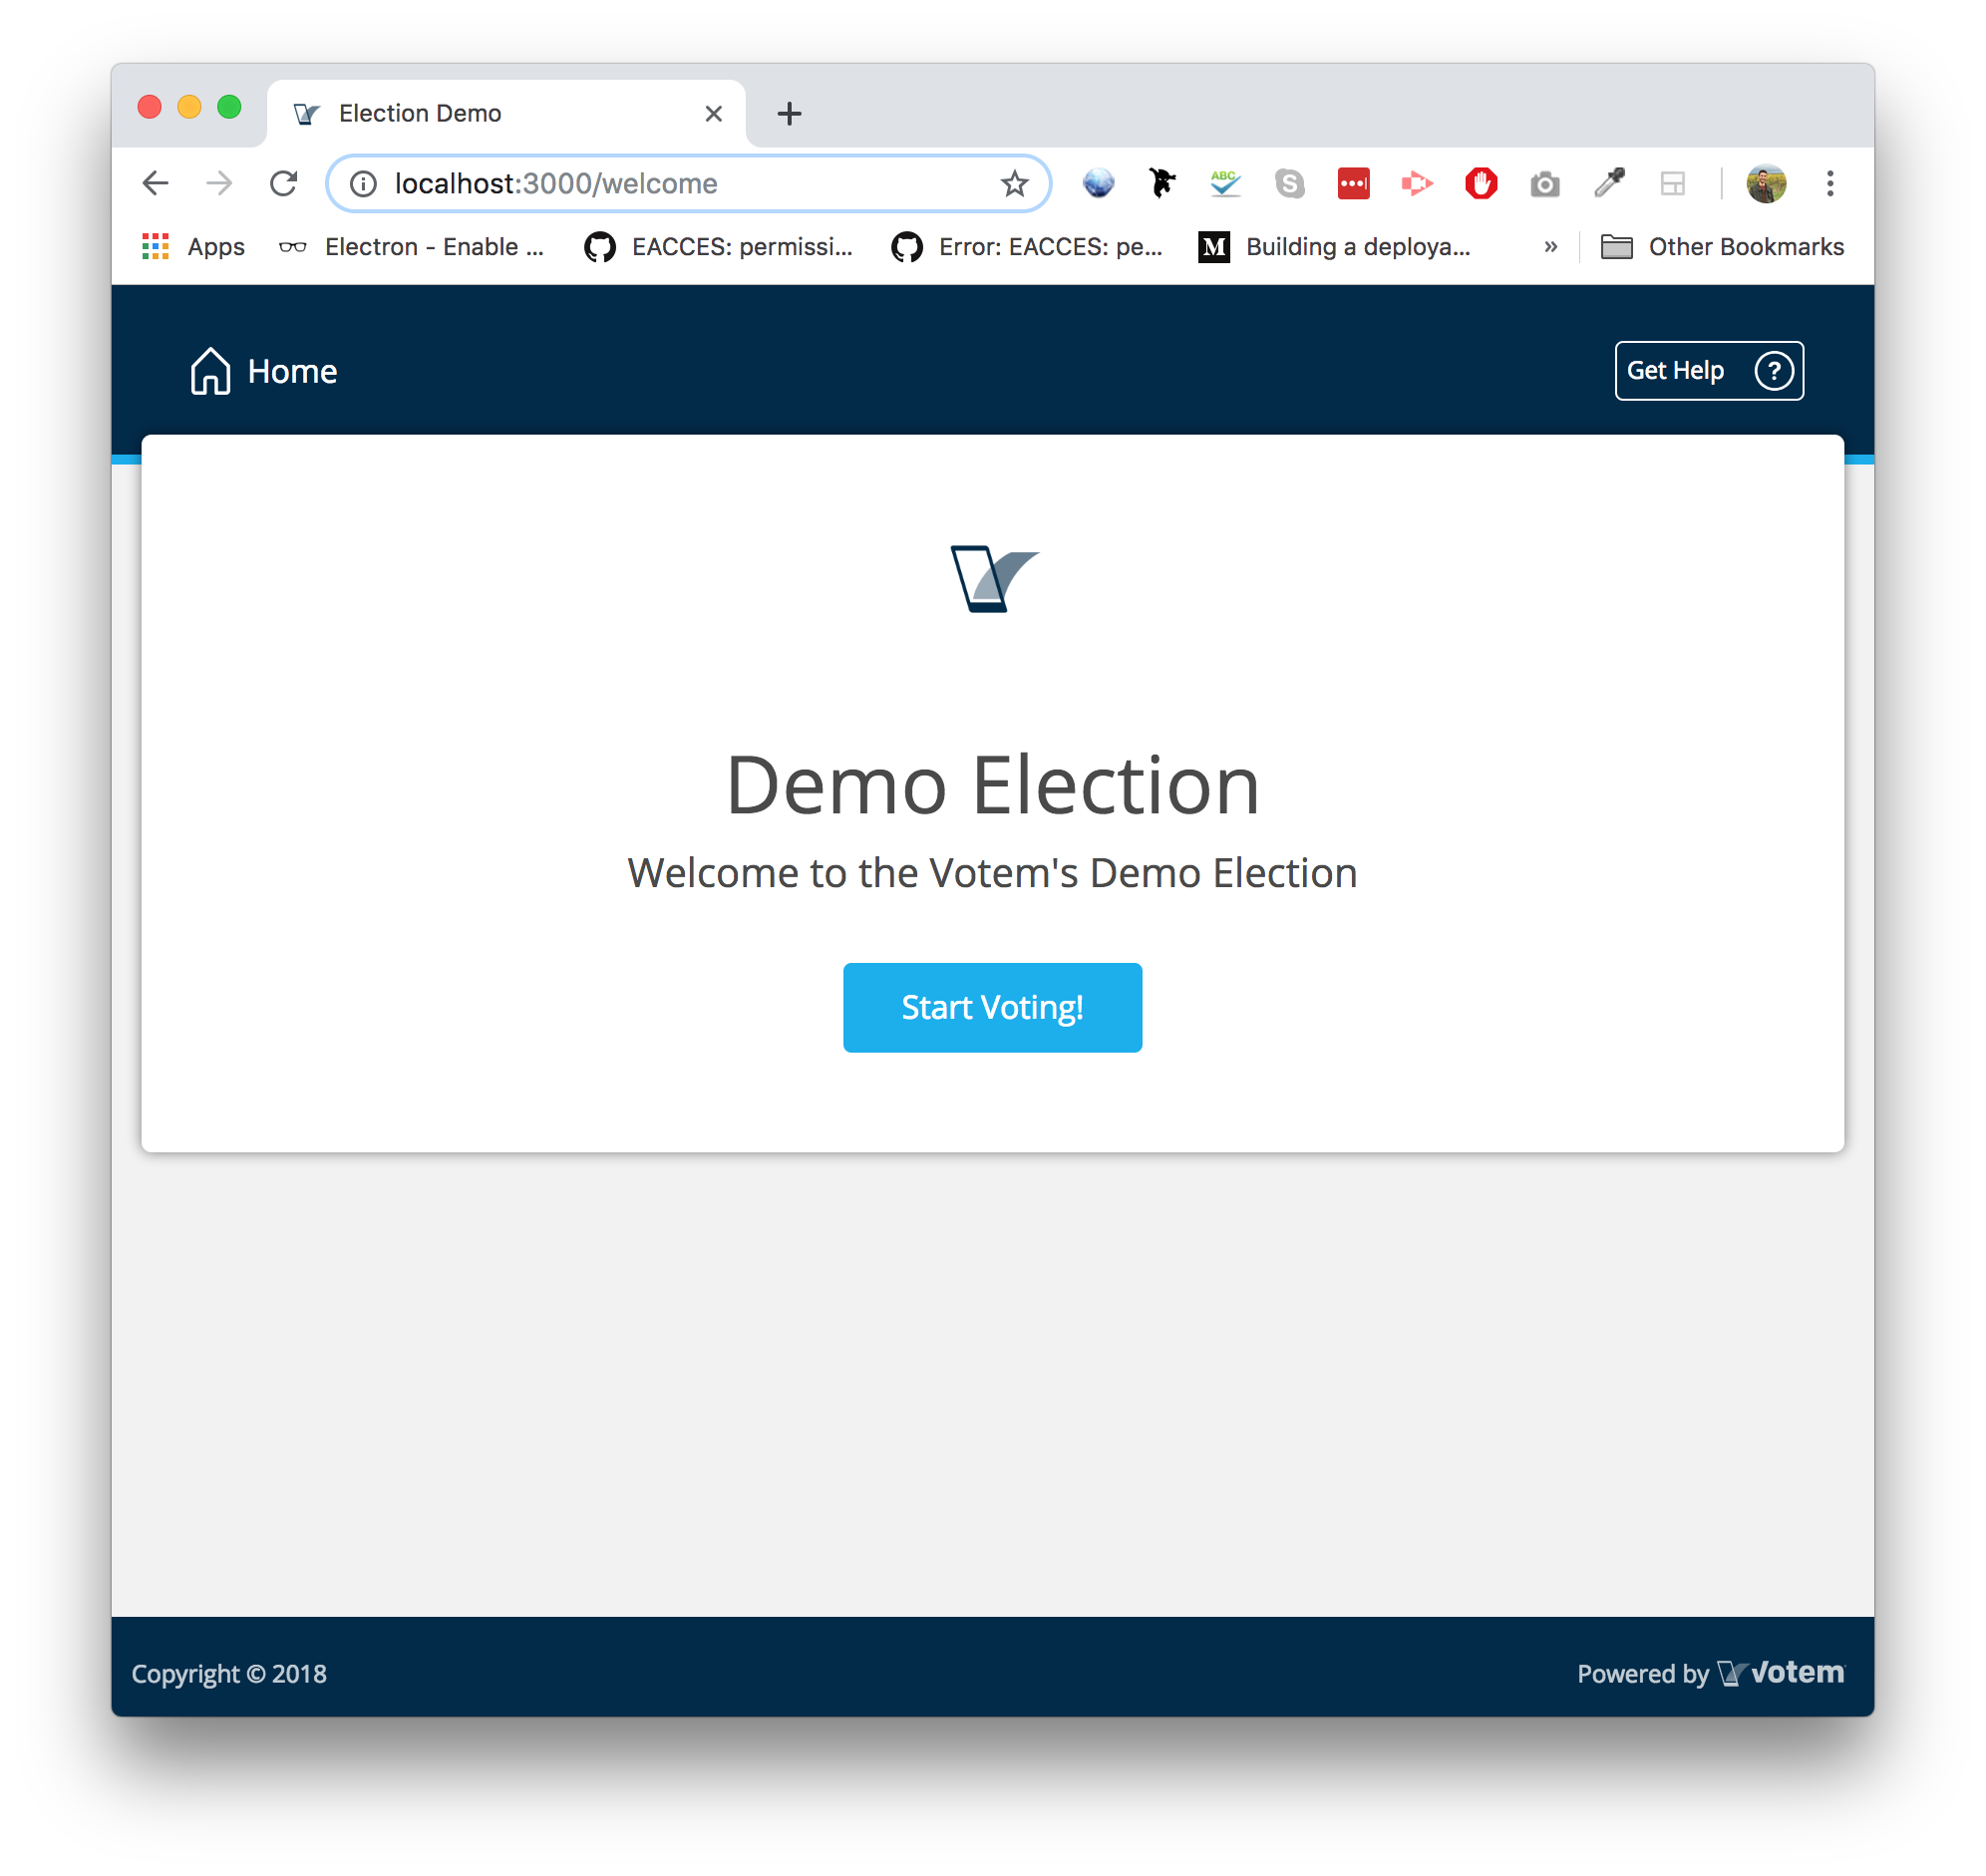 Election Demo
localhost:3000/welcome
ABC
S
Apps
Electron - Enable ...
EACCES: permissi...
Error: EACCES: pe...
M
Building a deploya...
»
Other Bookmarks
Home
Get Help ?
Demo Election
Welcome to the Votem's Demo Election
Start Voting!
Copyright © 2018
Powered by votem